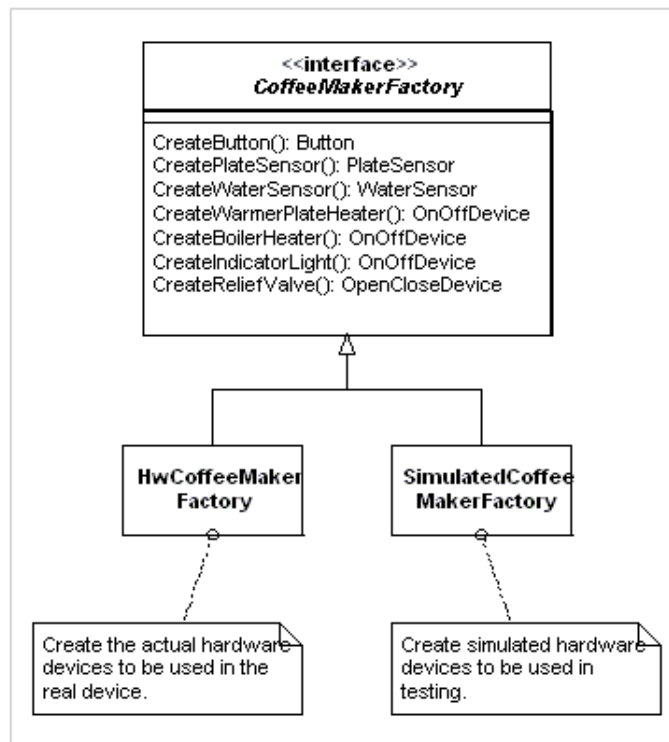 <<interface>>
CoffeeMakerFactory
CreateButton(): Button
CreatePlateSensor(): PlateSensor
CreateWaterSensor(): WaterSensor
CreateWarmerPlateHeater(): OnOffDevice
CreateBoilerHeater(): OnOffDevice
CreateIndicatorLight(): OnOffDevice
CreateReliefValve(): OpenCloseDevice
HwCoffeeMaker
Factory
SimulatedCoffee
MakerFactory
Create the actual hardware
devices to be used in the
real device.
Create simulated hardware
devices to be used in
testing.